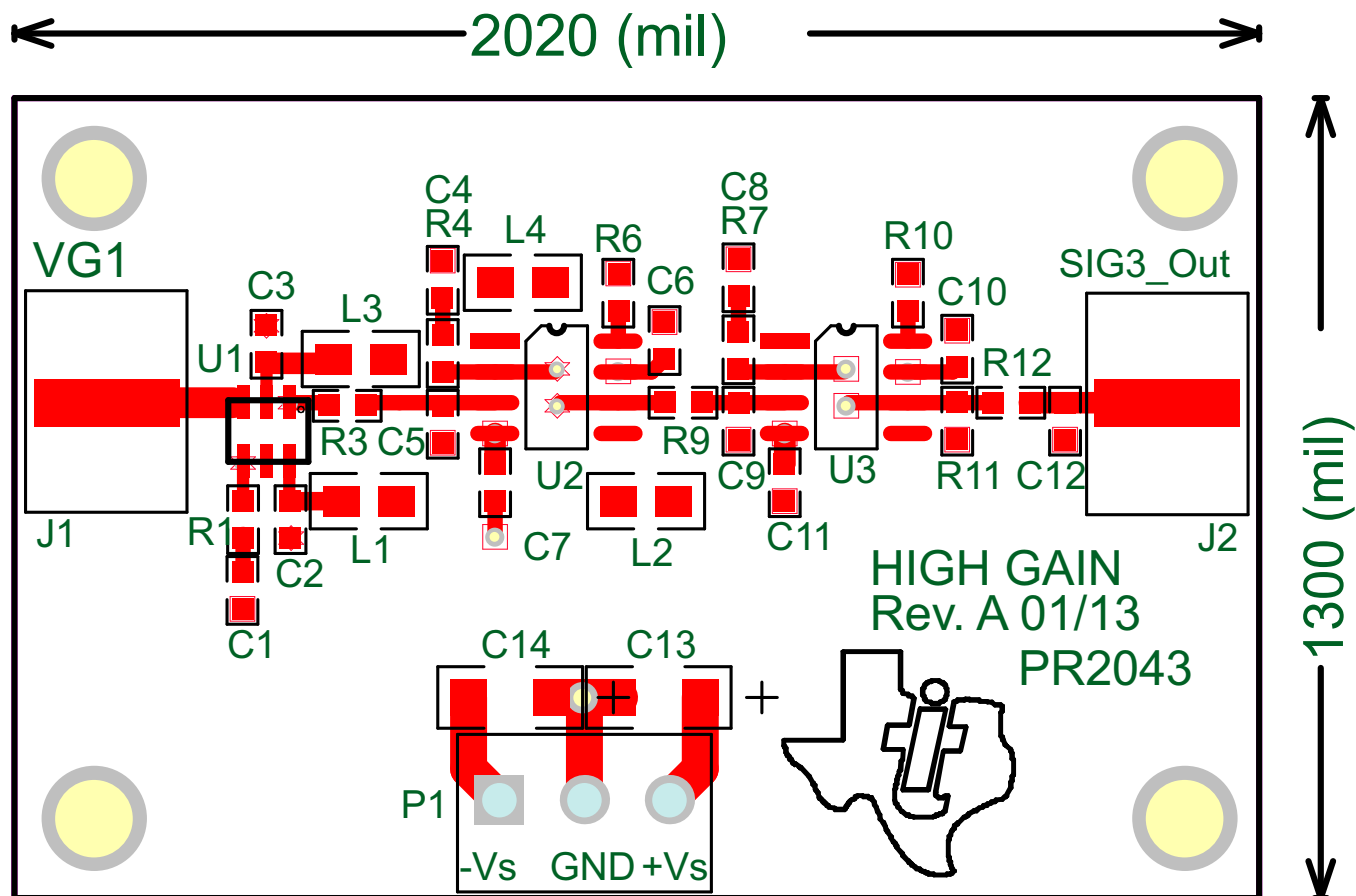 2020 (mil)
1300 (mil)
VG1
C4
R4
L4
R6
C6
C8
R7
R10
C10
SIG3_Out
C3
L3
U1
R12
R3
C5
U2
R9
C9
U3
R11
C12
J1
R1
C2
L1
C7
L2
C11
J2
C1
HIGH GAIN
Rev. A 01/13
PR2043
C14
C13
P1
-Vs
GND
+Vs